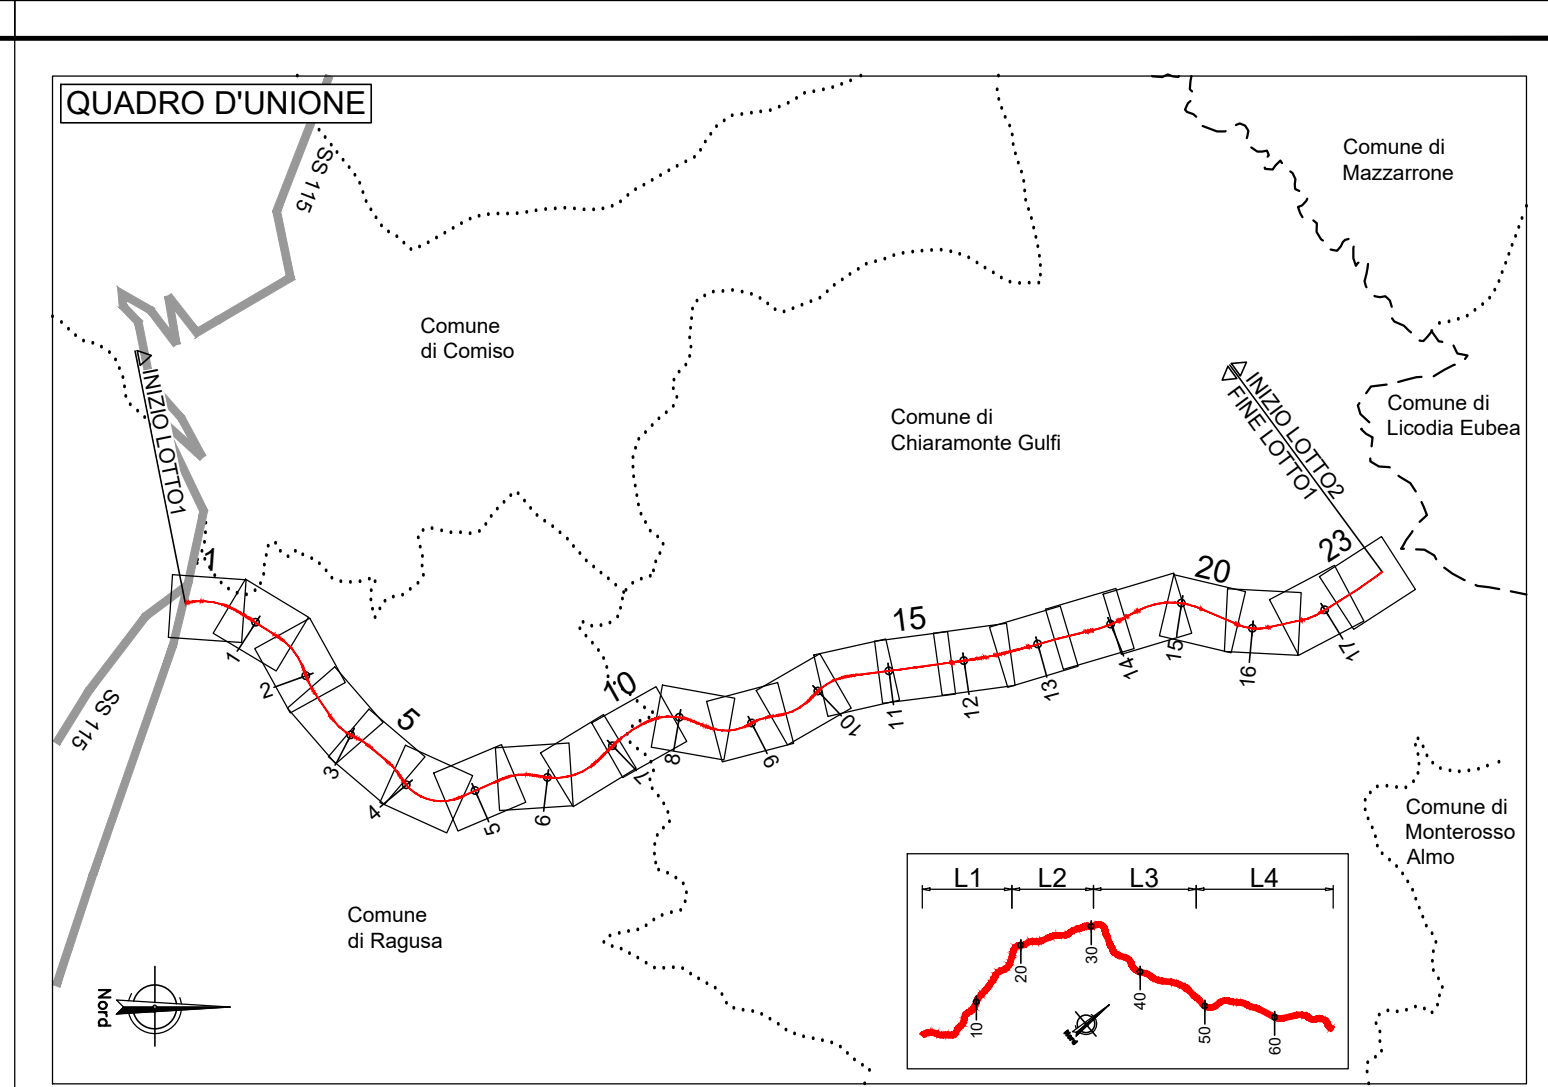 QUADRO D'UNIONE
SS 115
Comune di
Mazzarrone
Comune
di Comiso
INIZIO LOTTO1
Comune di
Chiaramonte Gulfi
INIZIO LOTTO2
FINE LOTTO1
Comune di
Licodia Eubea
1
5
10
15
20
23
1
2
3
4
5
6
7
8
9
10
11
12
13
14
15
16
17
SS 115
Comune di
Monterosso
Almo
Comune
di Ragusa
Nord
L1
L2
L3
L4
10
20
30
40
50
60